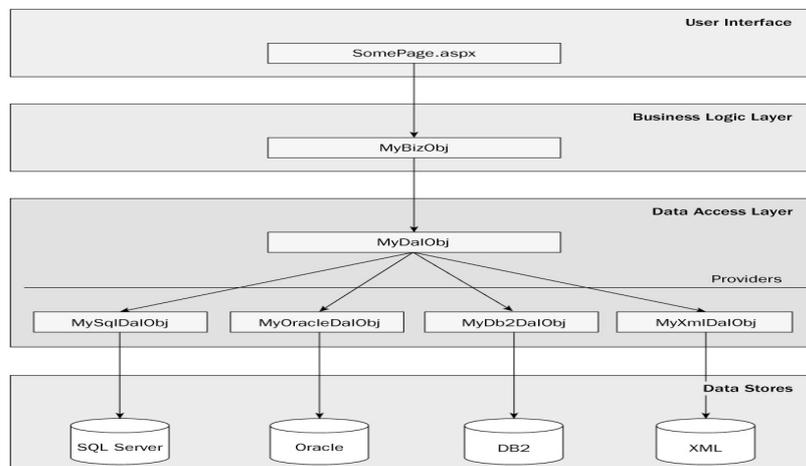 User Interface
SomePage.aspx
Business Logic Layer
MyBizObj
Data Access Layer
MyDalObj
Providers
MySqlDalObj
MyOracleDalObj
MyDb2DalObj
MyXmlDalObj
Data Stores
SQL Server
Oracle
DB2
XML